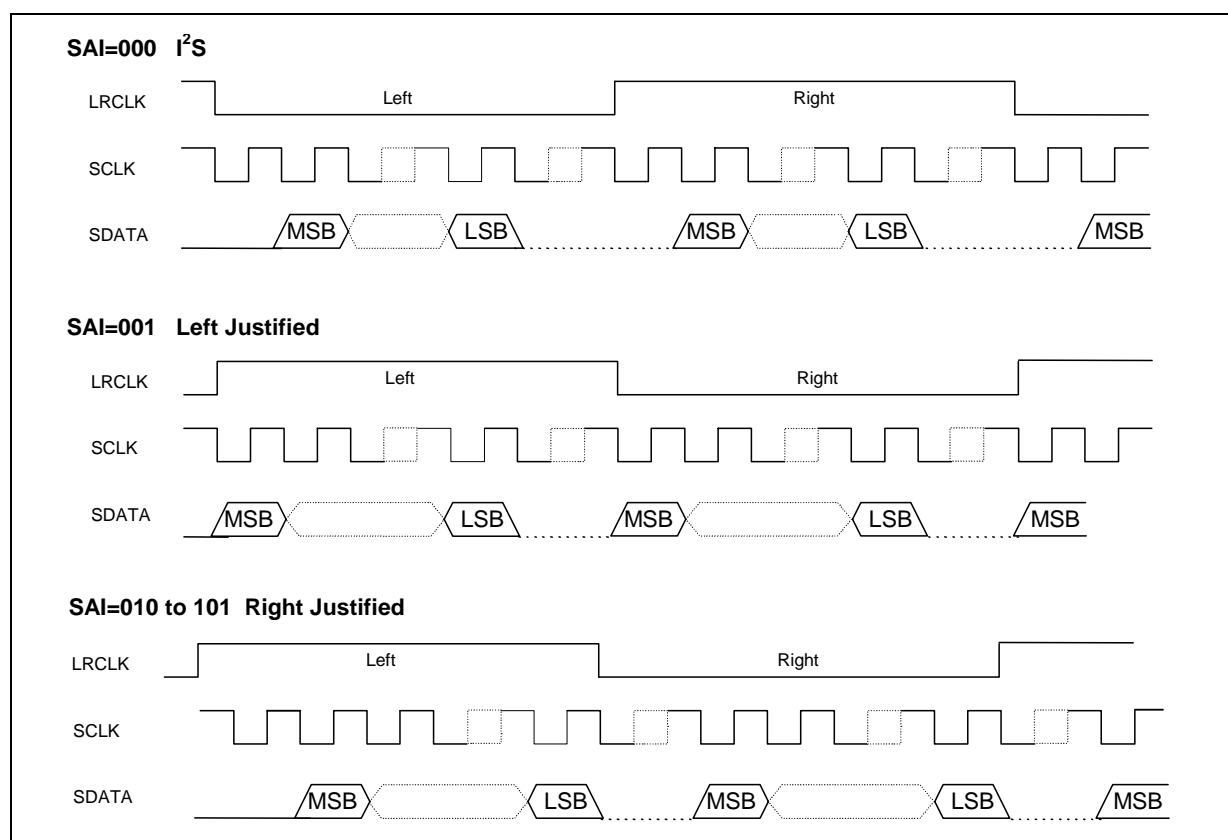 SAI=000 I²S
LRCLK Left Right
SCLK
SDATA MSB LSB MSB LSB MSB
SAI=001 Left Justified
LRCLK Left Right
SCLK
SDATA MSB LSB MSB LSB MSB
SAI=010 to 101 Right Justified
LRCLK Left Right
SCLK
SDATA MSB LSB MSB LSB MSB